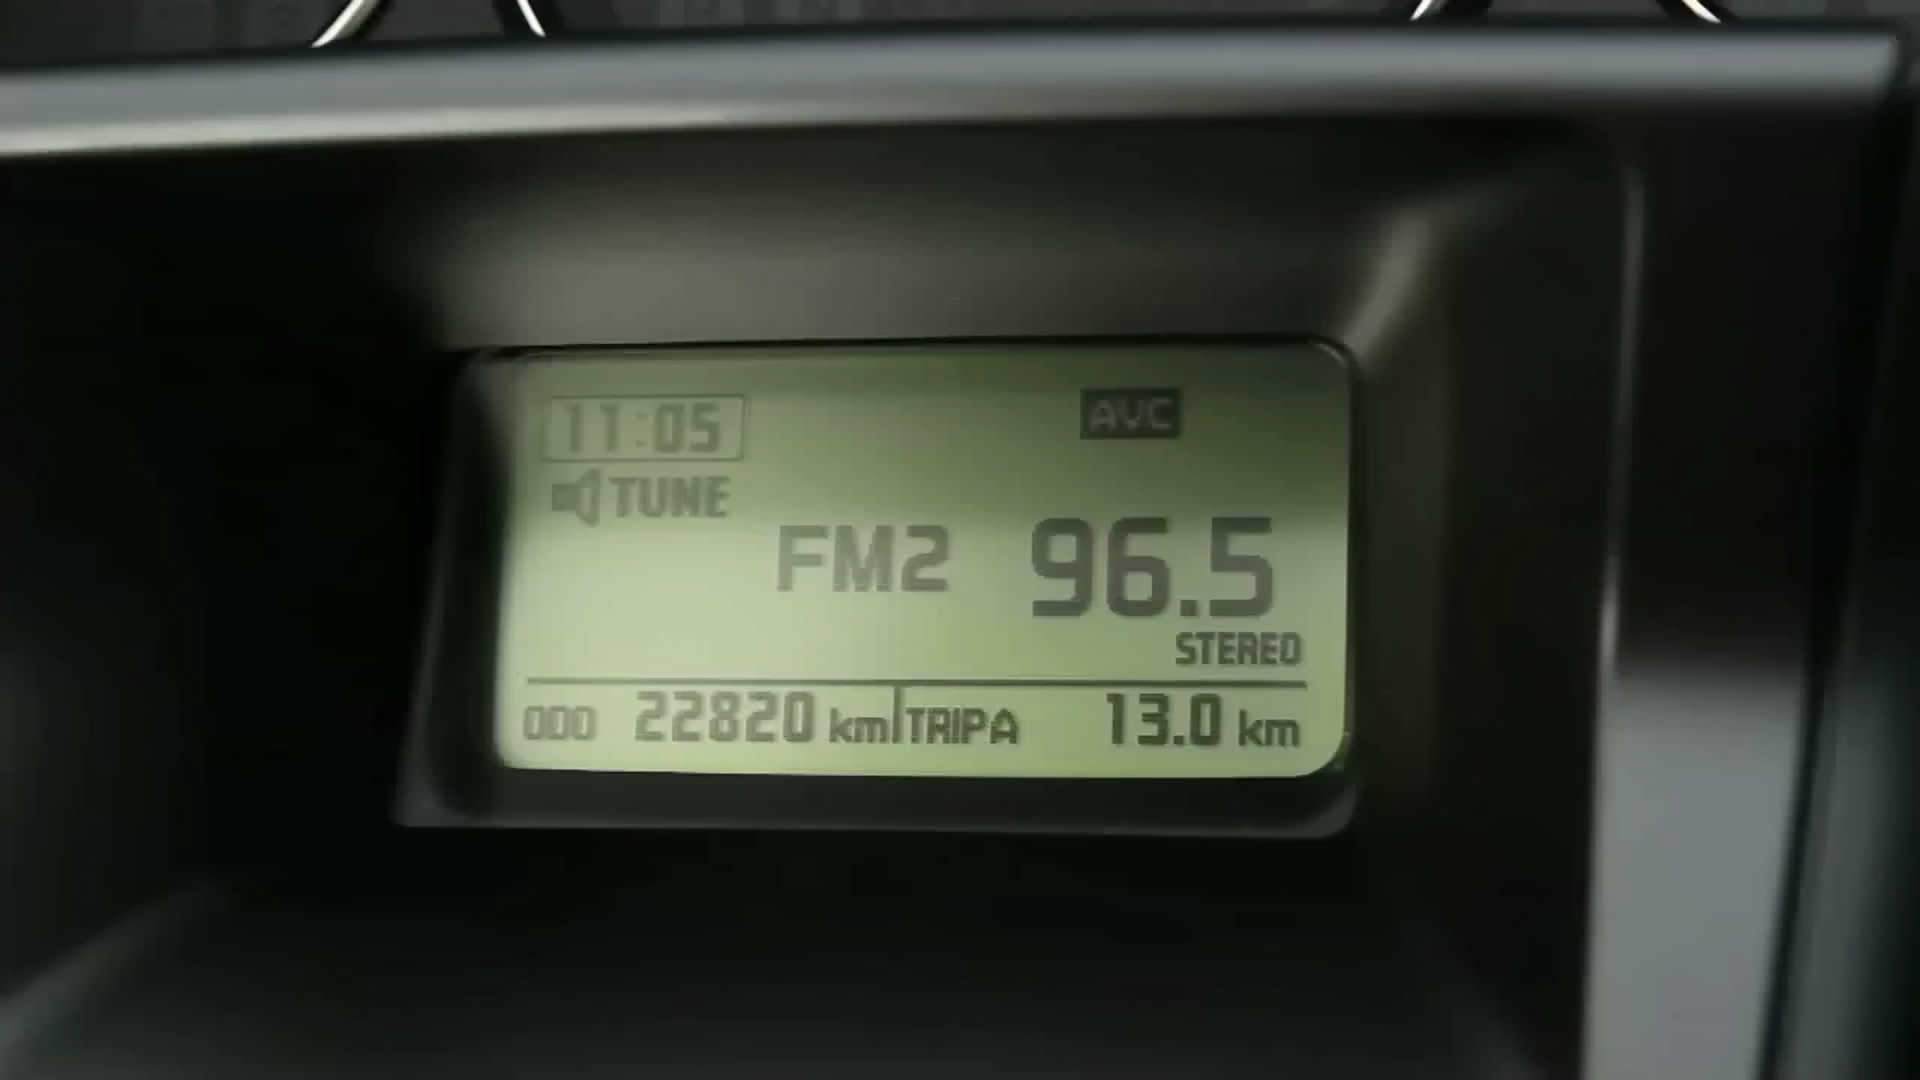 11:05 AVC
TUNE
FM2 96.5
STEREO
ODO 22820 km TRIPA 13.0 km